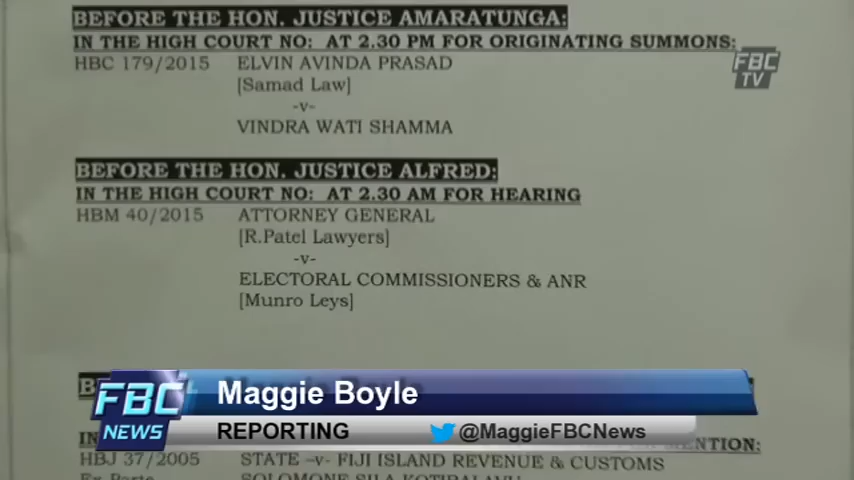 BEFORE THE HON. JUSTICE AMARATUNGA:
IN THE HIGH COURT NO: AT 2.30 PM FOR ORIGINATING SUMMONS:
HBC 179/2015 ELVIN AVINDA PRASAD
[Samad Law]
-v-
VINDRA WATI SHAMMA
FBC
TV
BEFORE THE HON. JUSTICE ALFRED:
IN THE HIGH COURT NO: AT 2.30 AM FOR HEARING
HBM 40/2015 ATTORNEY GENERAL
[R.Patel Lawyers]
-v-
ELECTORAL COMMISSIONERS & ANR
[Munro Leys]
FBC
NEWS
Maggie Boyle
REPORTING @MaggieFBCNews
MENTION:
HBJ 37/2005 STATE -v- FIJI ISLAND REVENUE & CUSTOMS